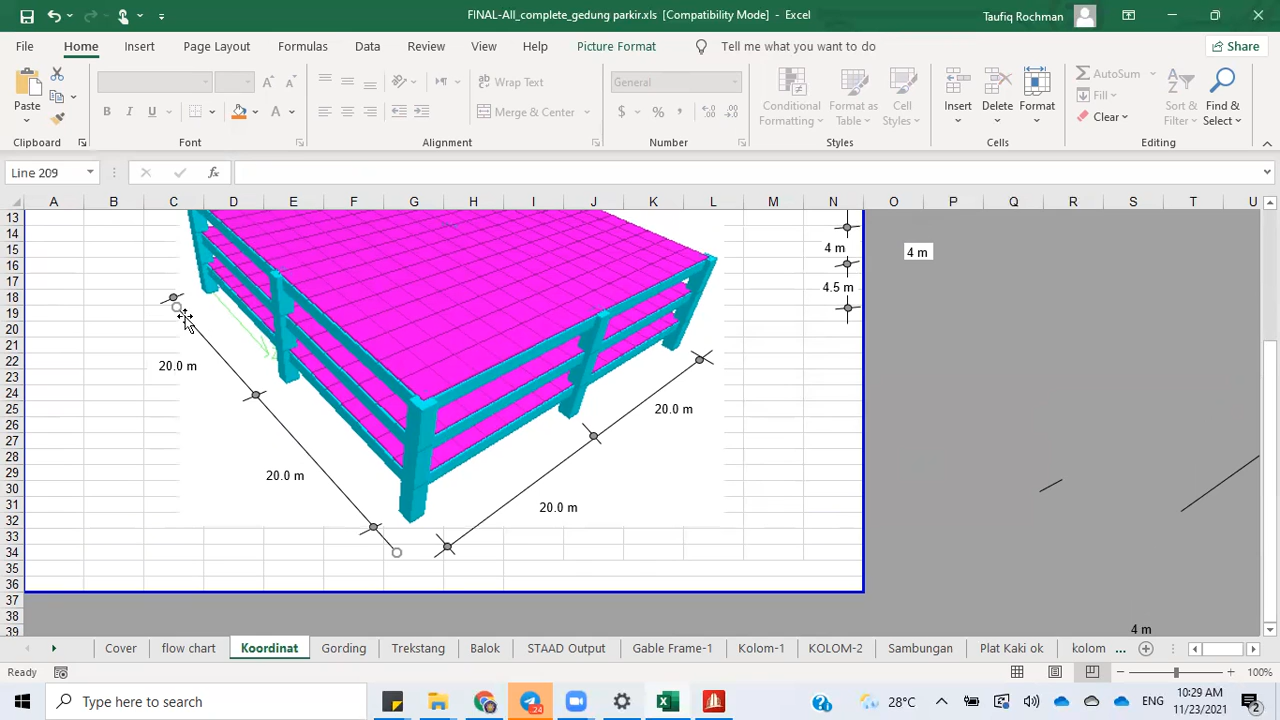 FINAL-All_complete_gedung parkir.xls [Compatibility Mode] - Excel
Taufiq Rochman
File Home Insert Page Layout Formulas Data Review View Help Picture Format Tell me what you want to do Share
Paste
B I U A
Wrap Text
Merge & Center
General
$ % ,
Conditional Formatting
Format as Table
Cell Styles
Insert
Delete
Format
AutoSum
Fill
Clear
Sort & Filter
Find & Select
Clipboard Font Alignment Number Styles Cells Editing
Line 209
fx
A B C D E F G H I J K L M N O P Q R S T U
13
14
15
16
17
18
19
20
21
22
23
24
25
26
27
28
29
30
31
32
33
34
35
36
37
38
39
4 m
4 m
4.5 m
20.0 m
20.0 m
20.0 m
20.0 m
4 m
Cover flow chart Koordinat Gording Trekstang Balok STAAD Output Gable Frame-1 Kolom-1 KOLOM-2 Sambungan Plat Kaki ok kolom ...
Ready
100%
Type here to search
24
28°C
ENG
10:29 AM
11/23/2021
2